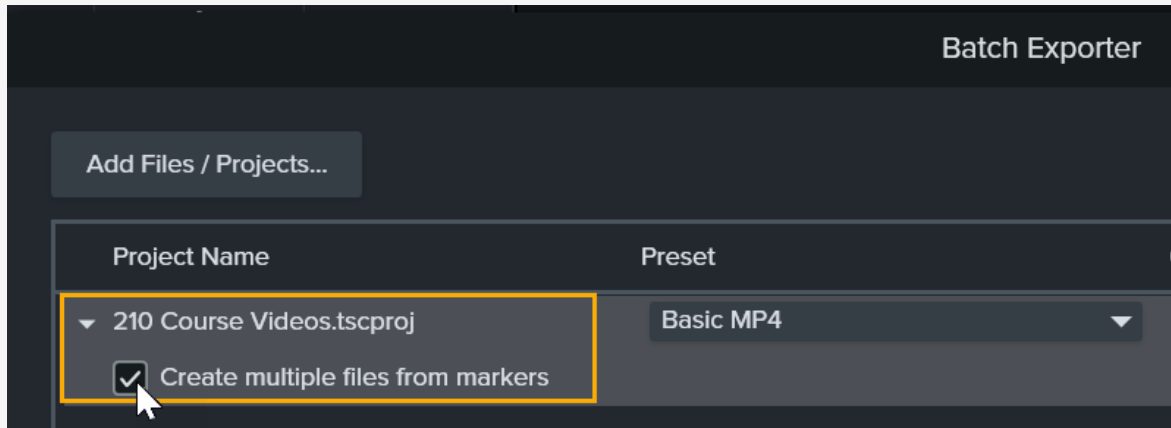 Batch Exporter
Add Files / Projects...
Project Name
Preset
210 Course Videos.tscproj
Basic MP4
Create multiple files from markers